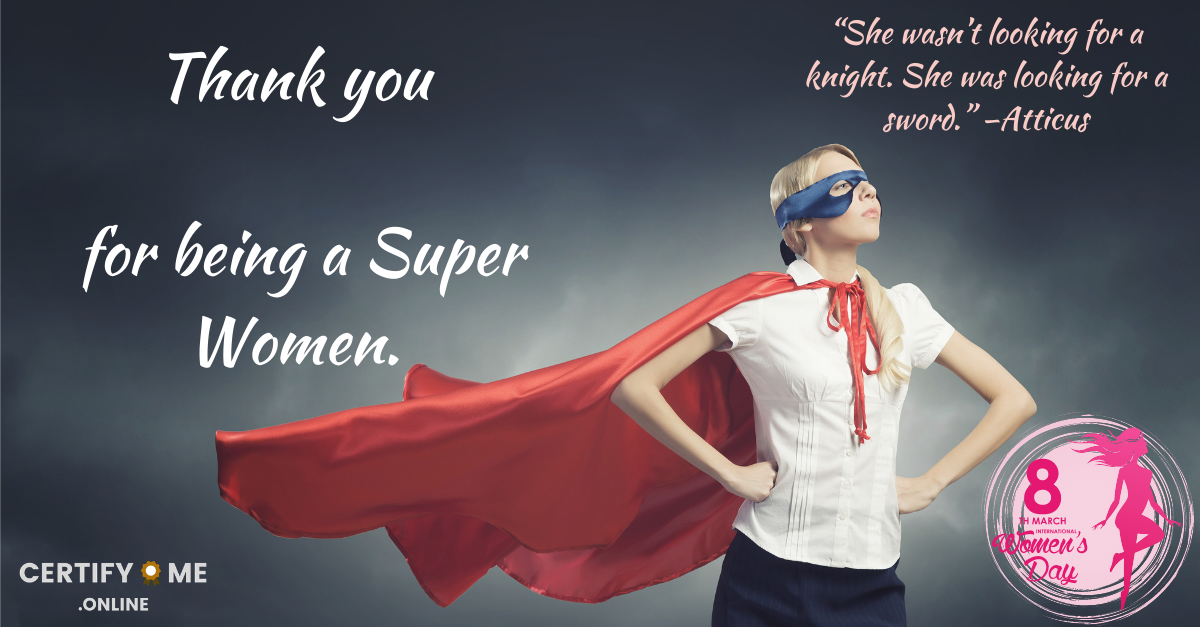 Thank you
for being a Super
Women.
“She wasn't looking for a
knight. She was looking for a
sword.” –Atticus
CERTIFY ME
.ONLINE
8
TH MARCH
INTERNATIONAL
Women's
Day